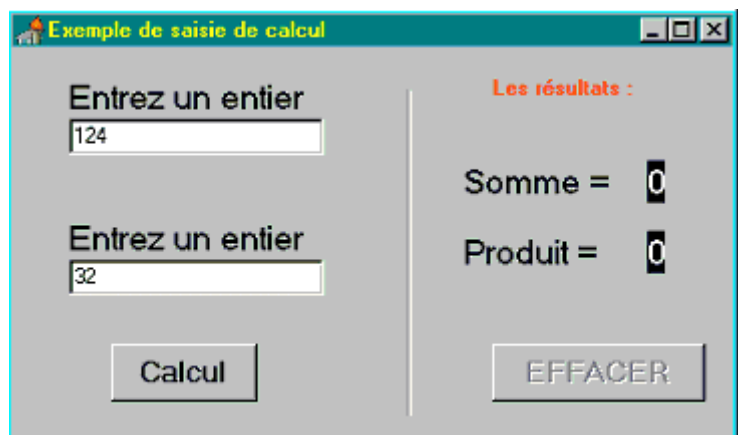 Exemple de saisie de calcul
Entrez un entier
124
Entrez un entier
32
Calcul
Les résultats :
Somme = 0
Produit = 0
EFFACER